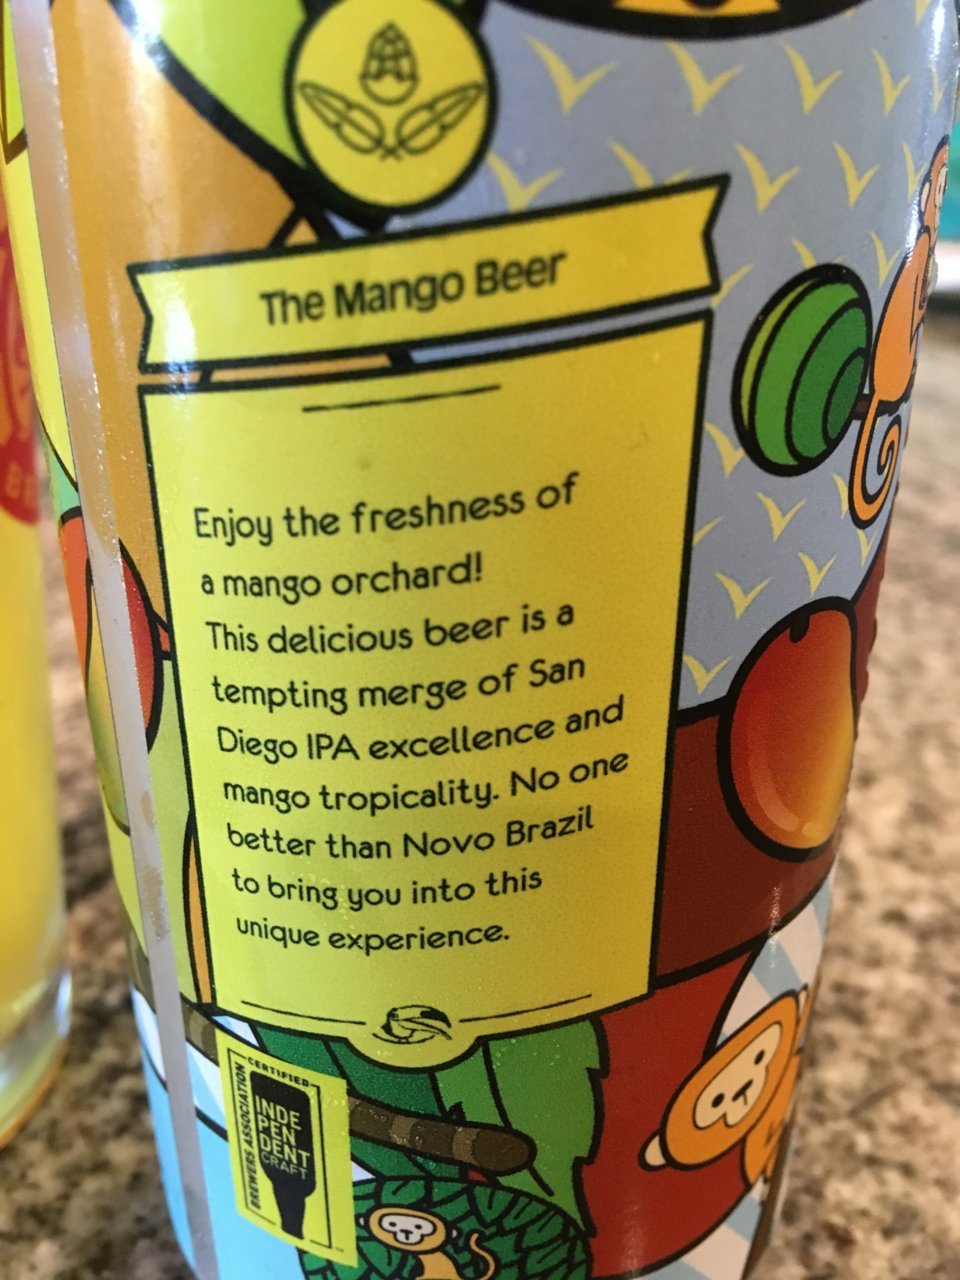 The Mango Beer
Enjoy the freshness of
a mango orchard!
This delicious beer is a
tempting merge of San
Diego IPA excellence and
mango tropicality. No one
better than Novo Brazil
to bring you into this
unique experience.
CERTIFIED
BREWERS ASSOCIATION
INDE
PEN
DENT
CRAFT